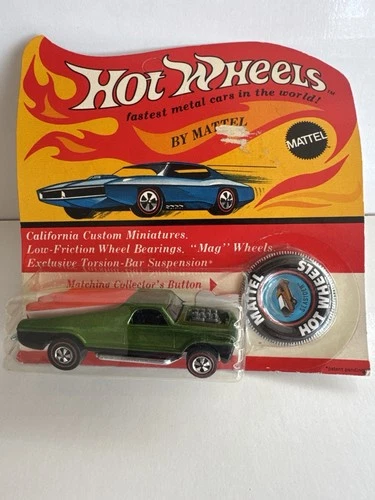 Hot Wheels™
fastest metal cars in the world!
BY MATTEL
MATTEL
California Custom Miniatures.
Low-Friction Wheel Bearings. “Mag” Wheels
Exclusive Torsion-Bar Suspension*
Matching Collector's Button
MATTEL
HOT WHEELS